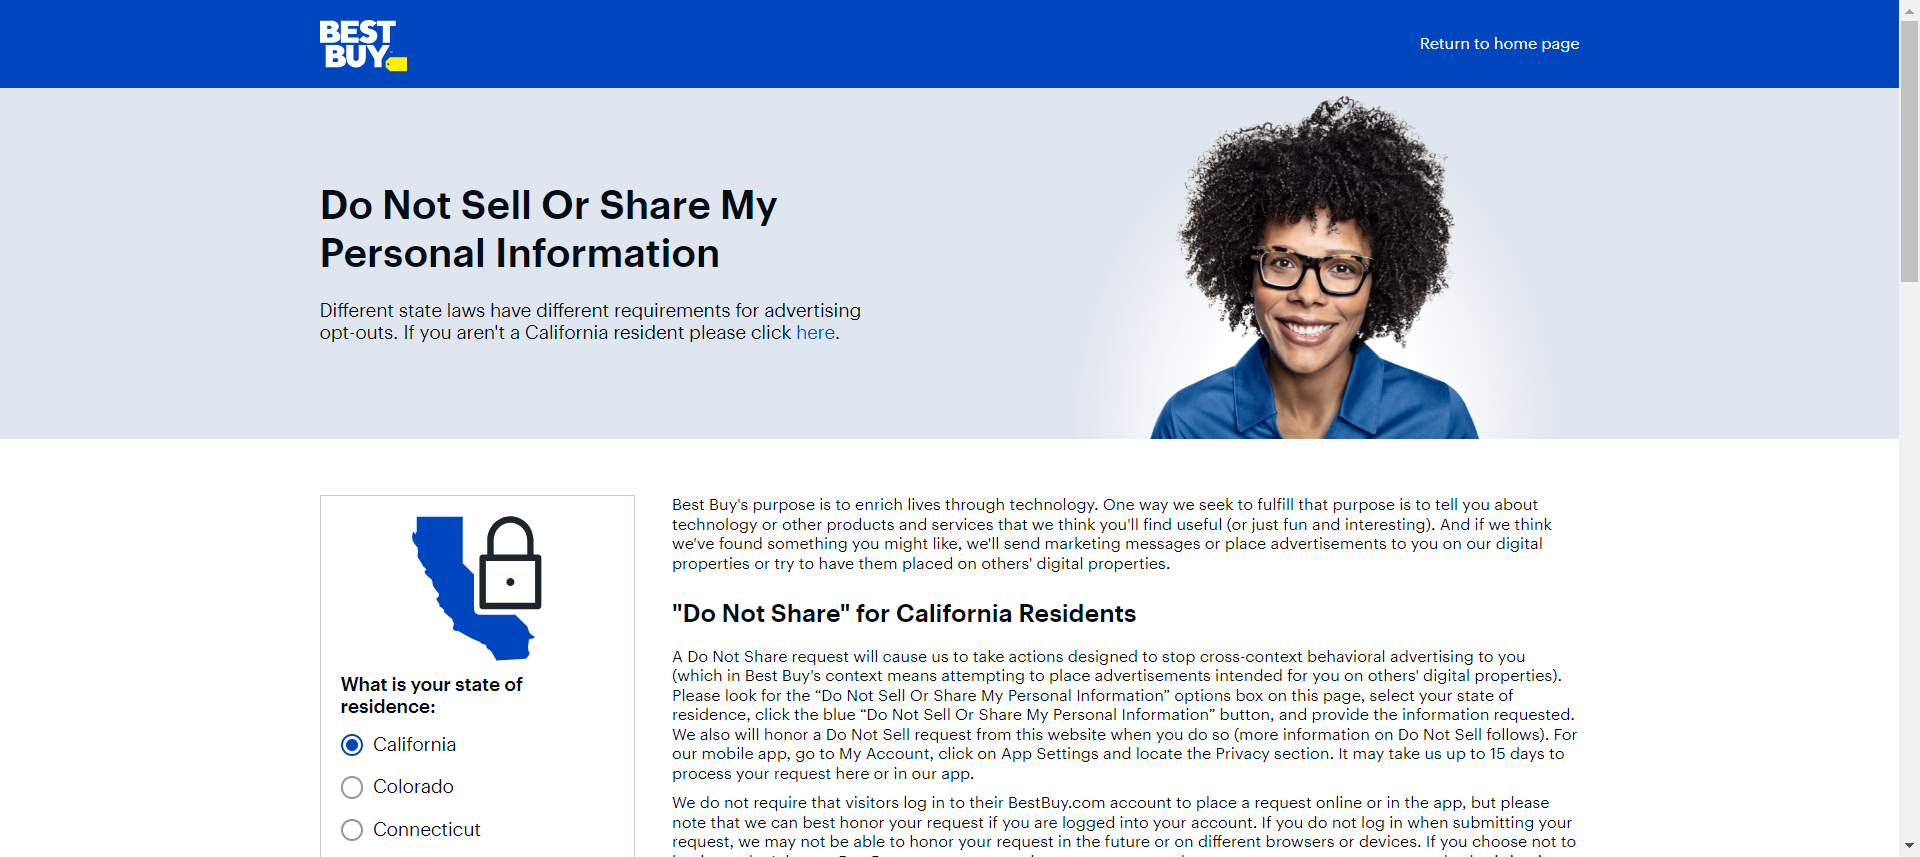 BEST
BUY
Return to home page
Do Not Sell Or Share My
Personal Information
Different state laws have different requirements for advertising
opt-outs. If you aren't a California resident please click here.
What is your state of
residence:
California
Colorado
Connecticut
Best Buy's purpose is to enrich lives through technology. One way we seek to fulfill that purpose is to tell you about
technology or other products and services that we think you'll find useful (or just fun and interesting). And if we think
we've found something you might like, we'll send marketing messages or place advertisements to you on our digital
properties or try to have them placed on others' digital properties.
"Do Not Share" for California Residents
A Do Not Share request will cause us to take actions designed to stop cross-context behavioral advertising to you
(which in Best Buy's context means attempting to place advertisements intended for you on others' digital properties).
Please look for the “Do Not Sell Or Share My Personal Information” options box on this page, select your state of
residence, click the blue “Do Not Sell Or Share My Personal Information” button, and provide the information requested.
We also will honor a Do Not Sell request from this website when you do so (more information on Do Not Sell follows). For
our mobile app, go to My Account, click on App Settings and locate the Privacy section. It may take us up to 15 days to
process your request here or in our app.
We do not require that visitors log in to their BestBuy.com account to place a request online or in the app, but please
note that we can best honor your request if you are logged into your account. If you do not log in when submitting your
request, we may not be able to honor your request in the future or on different browsers or devices. If you choose not to